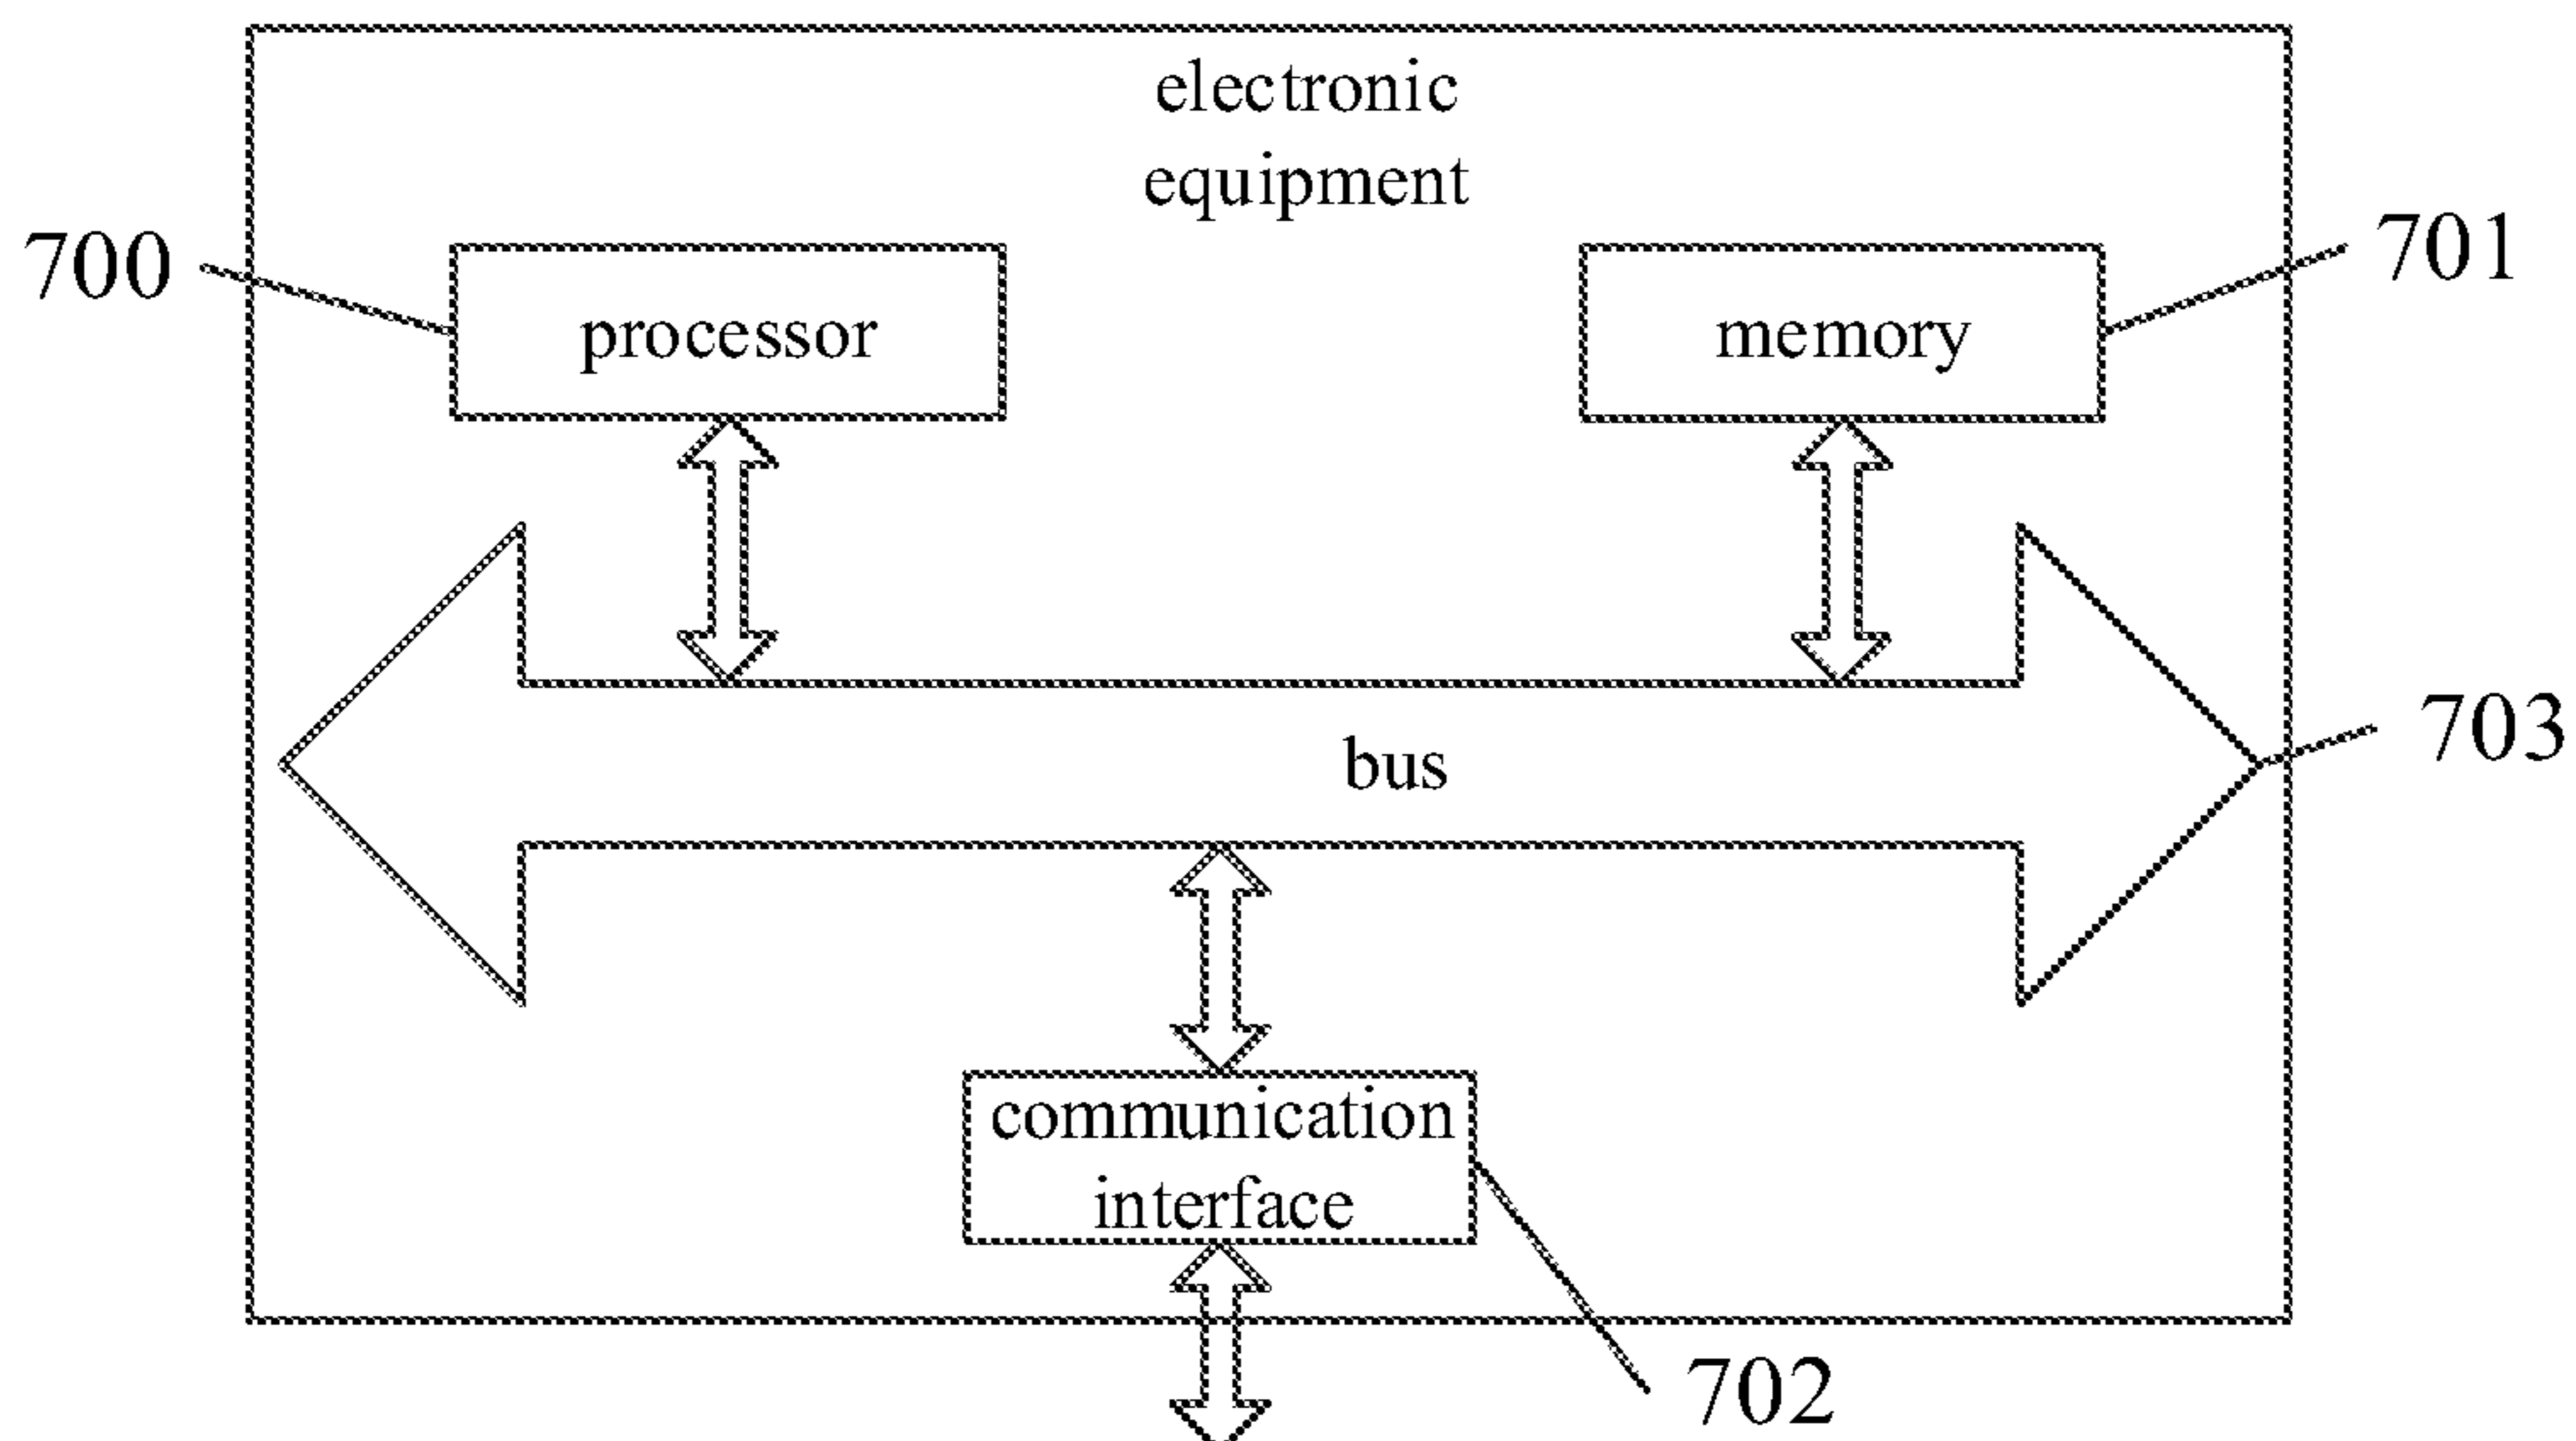 electronic
equipment
700
processor
memory
701
bus
703
communication
interface
702